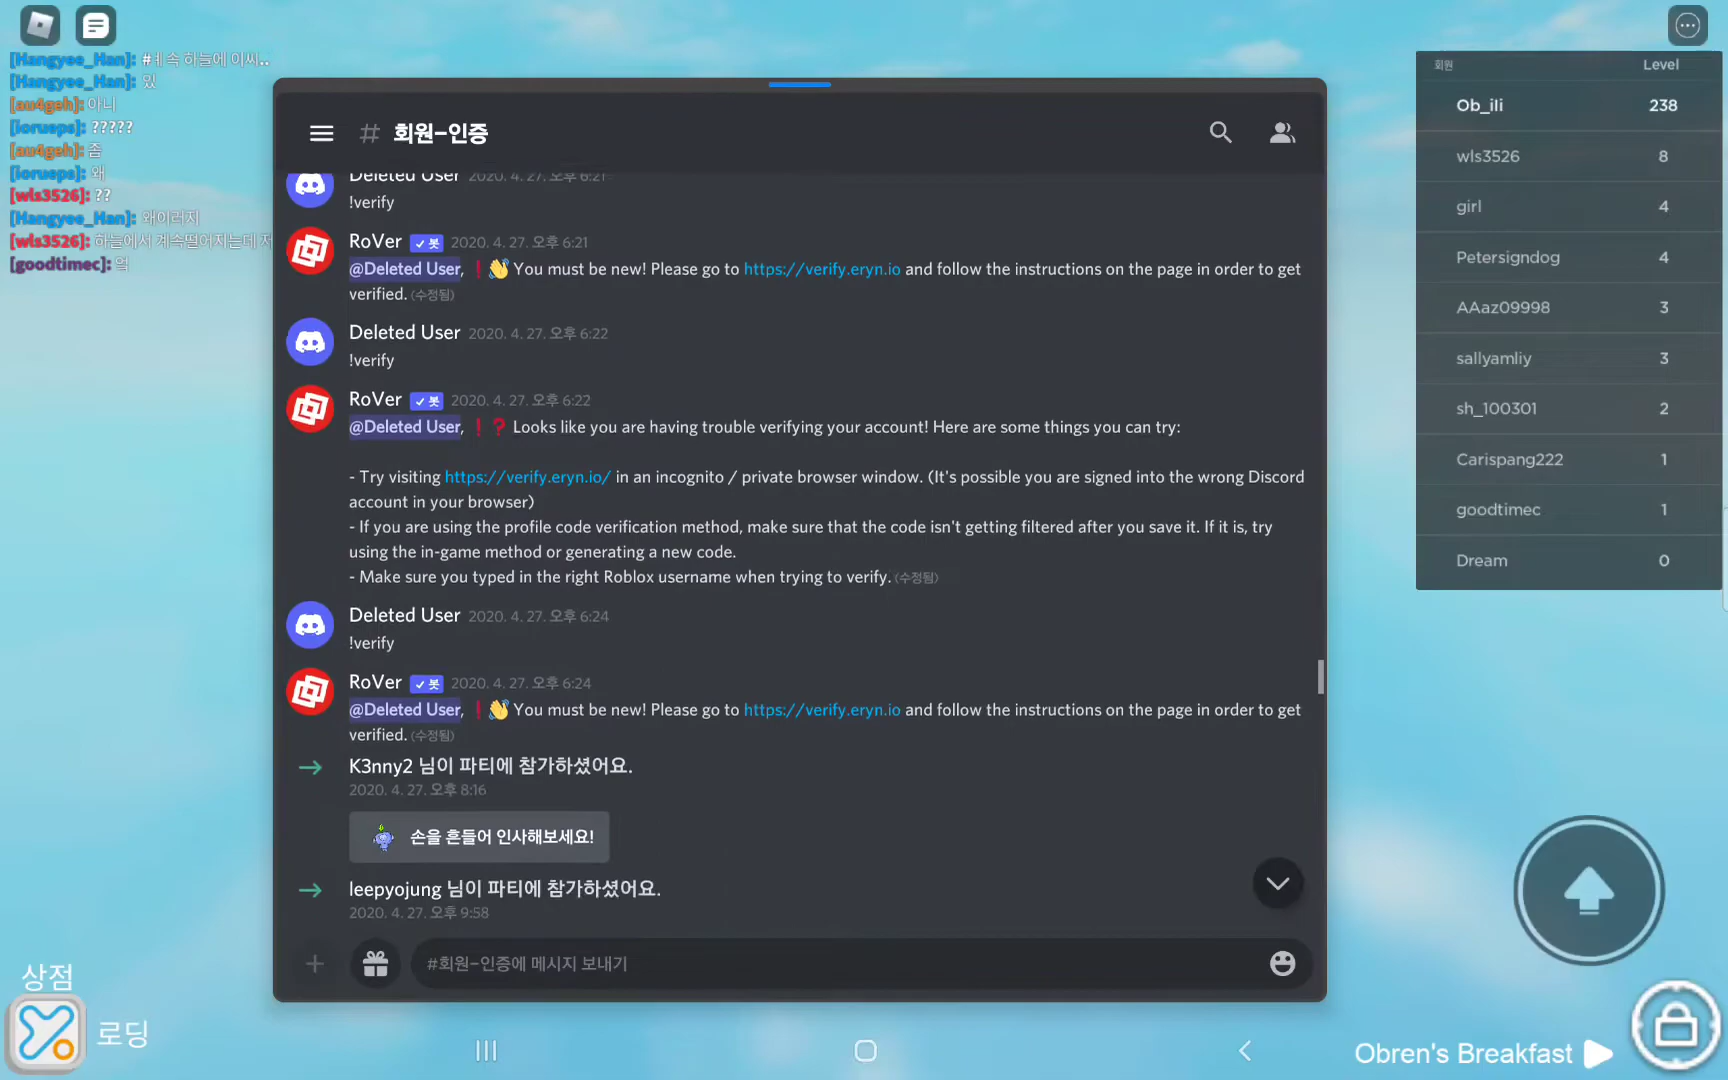 [Hangyee_Han]: #ㅔ속 하늘에 이써..
[Hangyee_Han]: 밌
[au4geh]: 아니
[iorueps]: ?????
[au4geh]: 좀
[iorueps]: 왜
[wls3526]: ??
[Hangyee_Han]: 왜이러지
[wls3526]: 하늘에서 계속떨어지는데 저
[goodtimec]: 엌
# 회원-인증
Deleted User 2020. 4. 27. 오후 6:21
!verify
RoVer ✓ 봇 2020. 4. 27. 오후 6:21
@Deleted User, ❗👋 You must be new! Please go to https://verify.eryn.io and follow the instructions on the page in order to get
verified. (수정됨)
Deleted User 2020. 4. 27. 오후 6:22
!verify
RoVer ✓ 봇 2020. 4. 27. 오후 6:22
@Deleted User, ❗❓ Looks like you are having trouble verifying your account! Here are some things you can try:
- Try visiting https://verify.eryn.io/ in an incognito / private browser window. (It's possible you are signed into the wrong Discord
account in your browser)
- If you are using the profile code verification method, make sure that the code isn't getting filtered after you save it. If it is, try
using the in-game method or generating a new code.
- Make sure you typed in the right Roblox username when trying to verify. (수정됨)
Deleted User 2020. 4. 27. 오후 6:24
!verify
RoVer ✓ 봇 2020. 4. 27. 오후 6:24
@Deleted User, ❗👋 You must be new! Please go to https://verify.eryn.io and follow the instructions on the page in order to get
verified. (수정됨)
K3nny2 님이 파티에 참가하셨어요.
2020. 4. 27. 오후 8:16
손을 흔들어 인사해보세요!
leepyojung 님이 파티에 참가하셨어요.
2020. 4. 27. 오후 9:58
#회원-인증에 메시지 보내기
회원 Level
Ob_ili 238
wls3526 8
girl 4
Petersigndog 4
AAaz09998 3
sallyamliy 3
sh_100301 2
Carispang222 1
goodtimec 1
Dream 0
상점
로딩
Obren's Breakfast